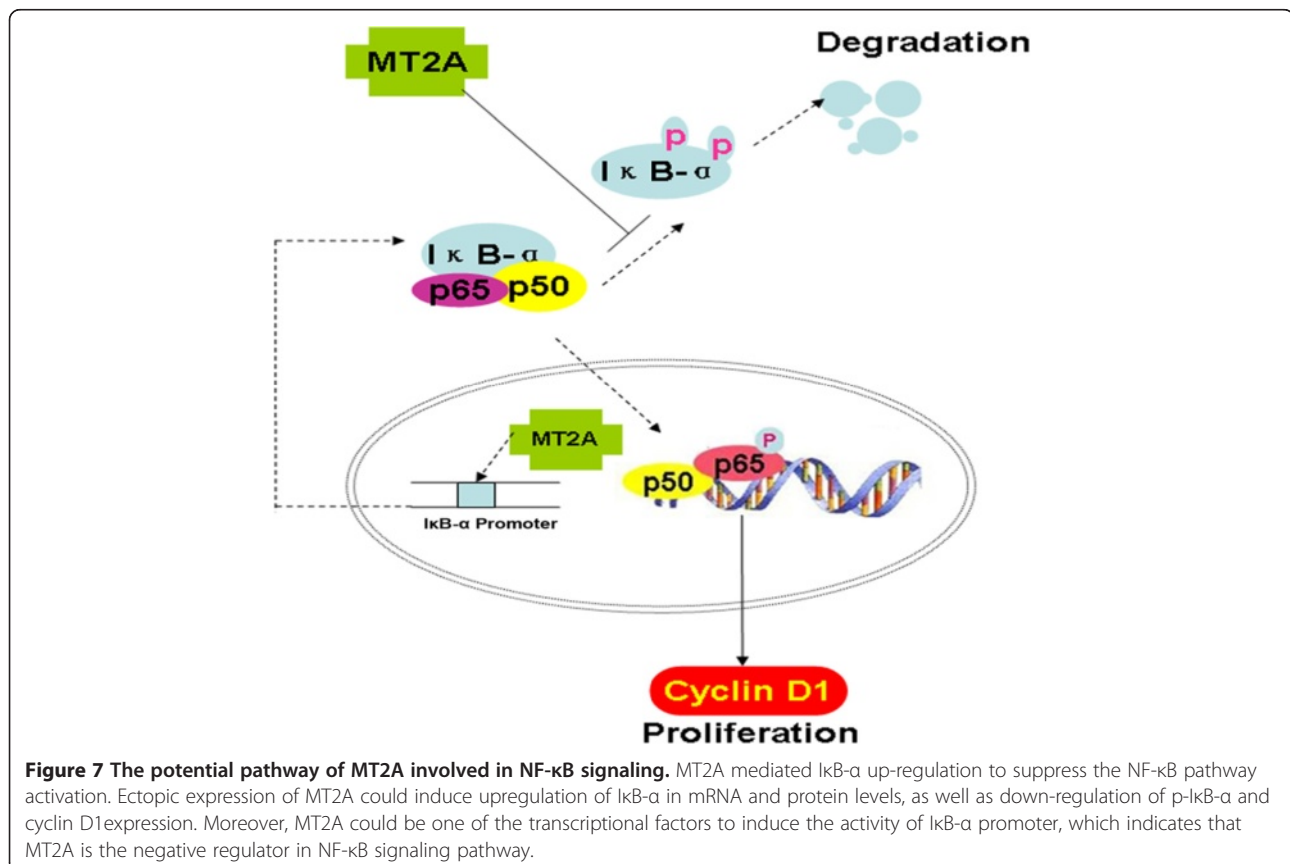 Degradation
MT2A
p
p
I κ B-α
I κ B-α
p65 p50
MT2A
P
p65
p50
IκB-α Promoter
Cyclin D1
Proliferation
Figure 7 The potential pathway of MT2A involved in NF-κB signaling. MT2A mediated IκB-α up-regulation to suppress the NF-κB pathway
activation. Ectopic expression of MT2A could induce upregulation of IκB-α in mRNA and protein levels, as well as down-regulation of p-IκB-α and
cyclin D1expression. Moreover, MT2A could be one of the transcriptional factors to induce the activity of IκB-α promoter, which indicates that
MT2A is the negative regulator in NF-κB signaling pathway.